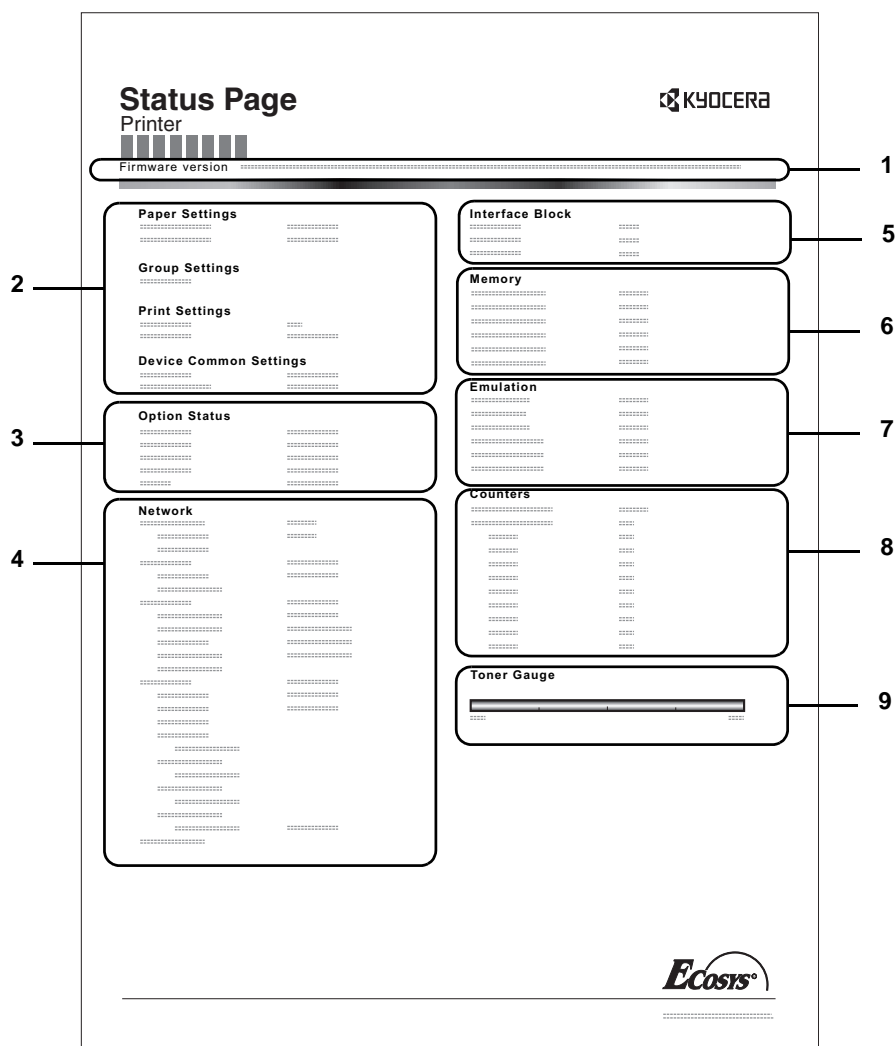 Status Page
KYOCERA
Printer
Firmware version
1
Paper Settings
Group Settings
Print Settings
Device Common Settings
2
Option Status
3
Network
4
Interface Block
5
Memory
6
Emulation
7
Counters
8
Toner Gauge
9
ECOSYS